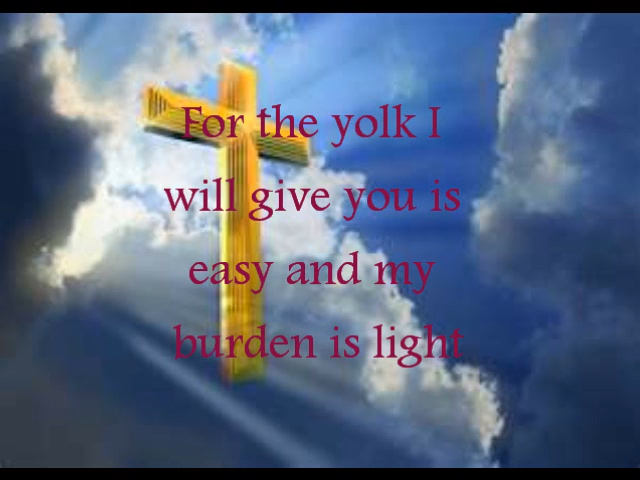 For the yolk I
will give you is
easy and my
burden is light